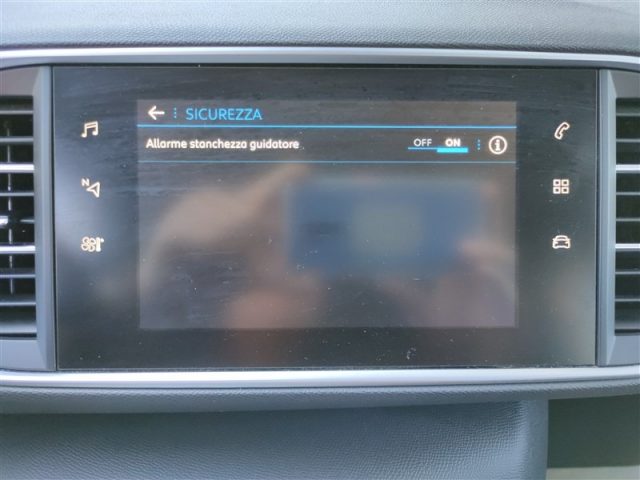 SICUREZZA
Allarme stanchezza guidatore OFF ON
N